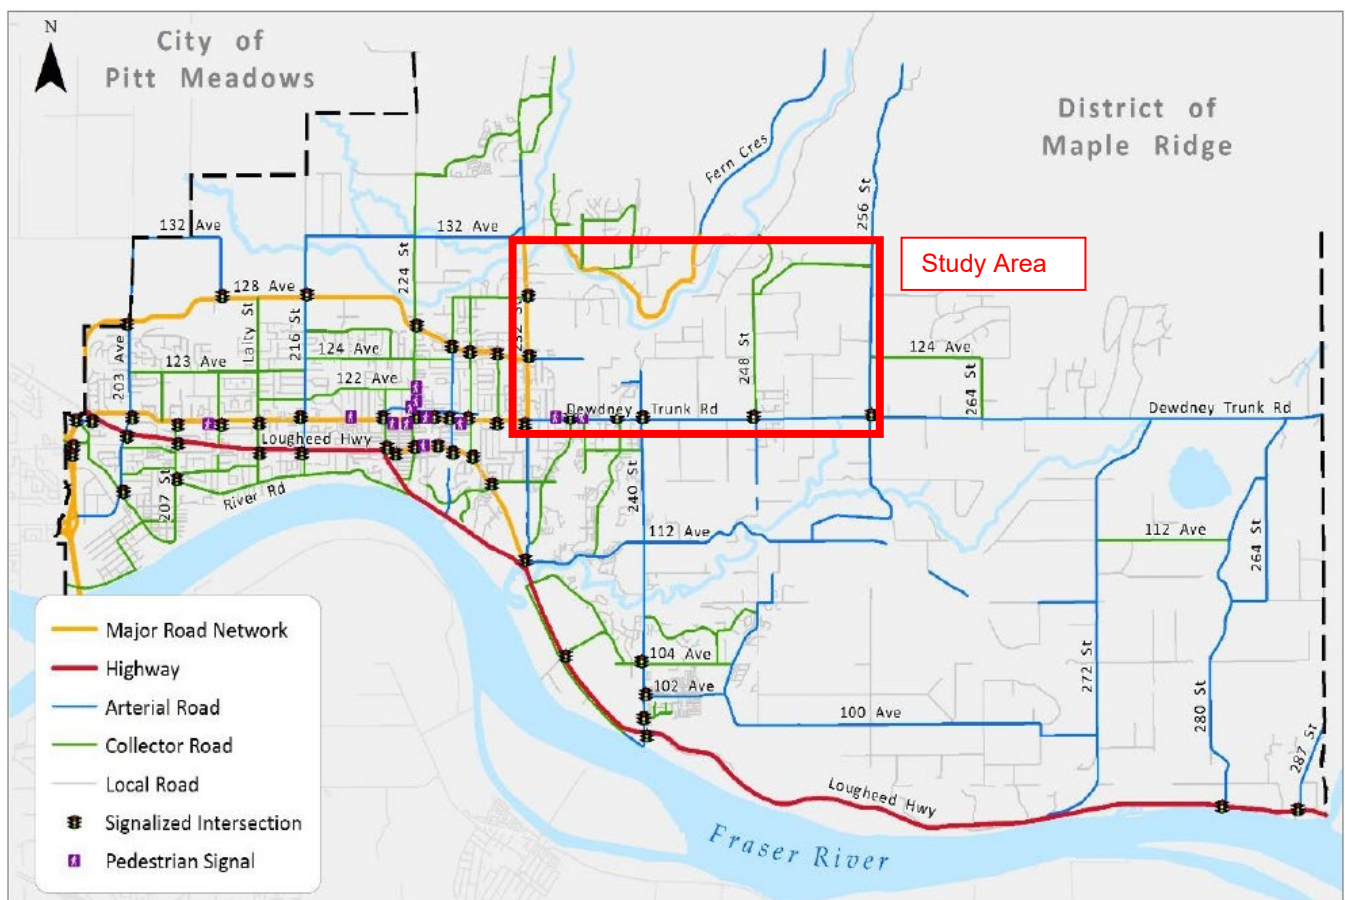 N
City of
Pitt Meadows
District of
Maple Ridge
Fern Cres
256 St
132 Ave
132 Ave
224 St
Study Area
128 Ave
232 St
Laity St
216 St
124 Ave
248 St
124 Ave
123 Ave
203 Ave
122 Ave
264 St
Dewdney Trunk Rd
Dewdney Trunk Rd
Lougheed Hwy
207 St
River Rd
240 St
112 Ave
112 Ave
264 St
Major Road Network
Highway
Arterial Road
Collector Road
Local Road
Signalized Intersection
Pedestrian Signal
104 Ave
102 Ave
272 St
280 St
100 Ave
287 St
Lougheed Hwy
Fraser River